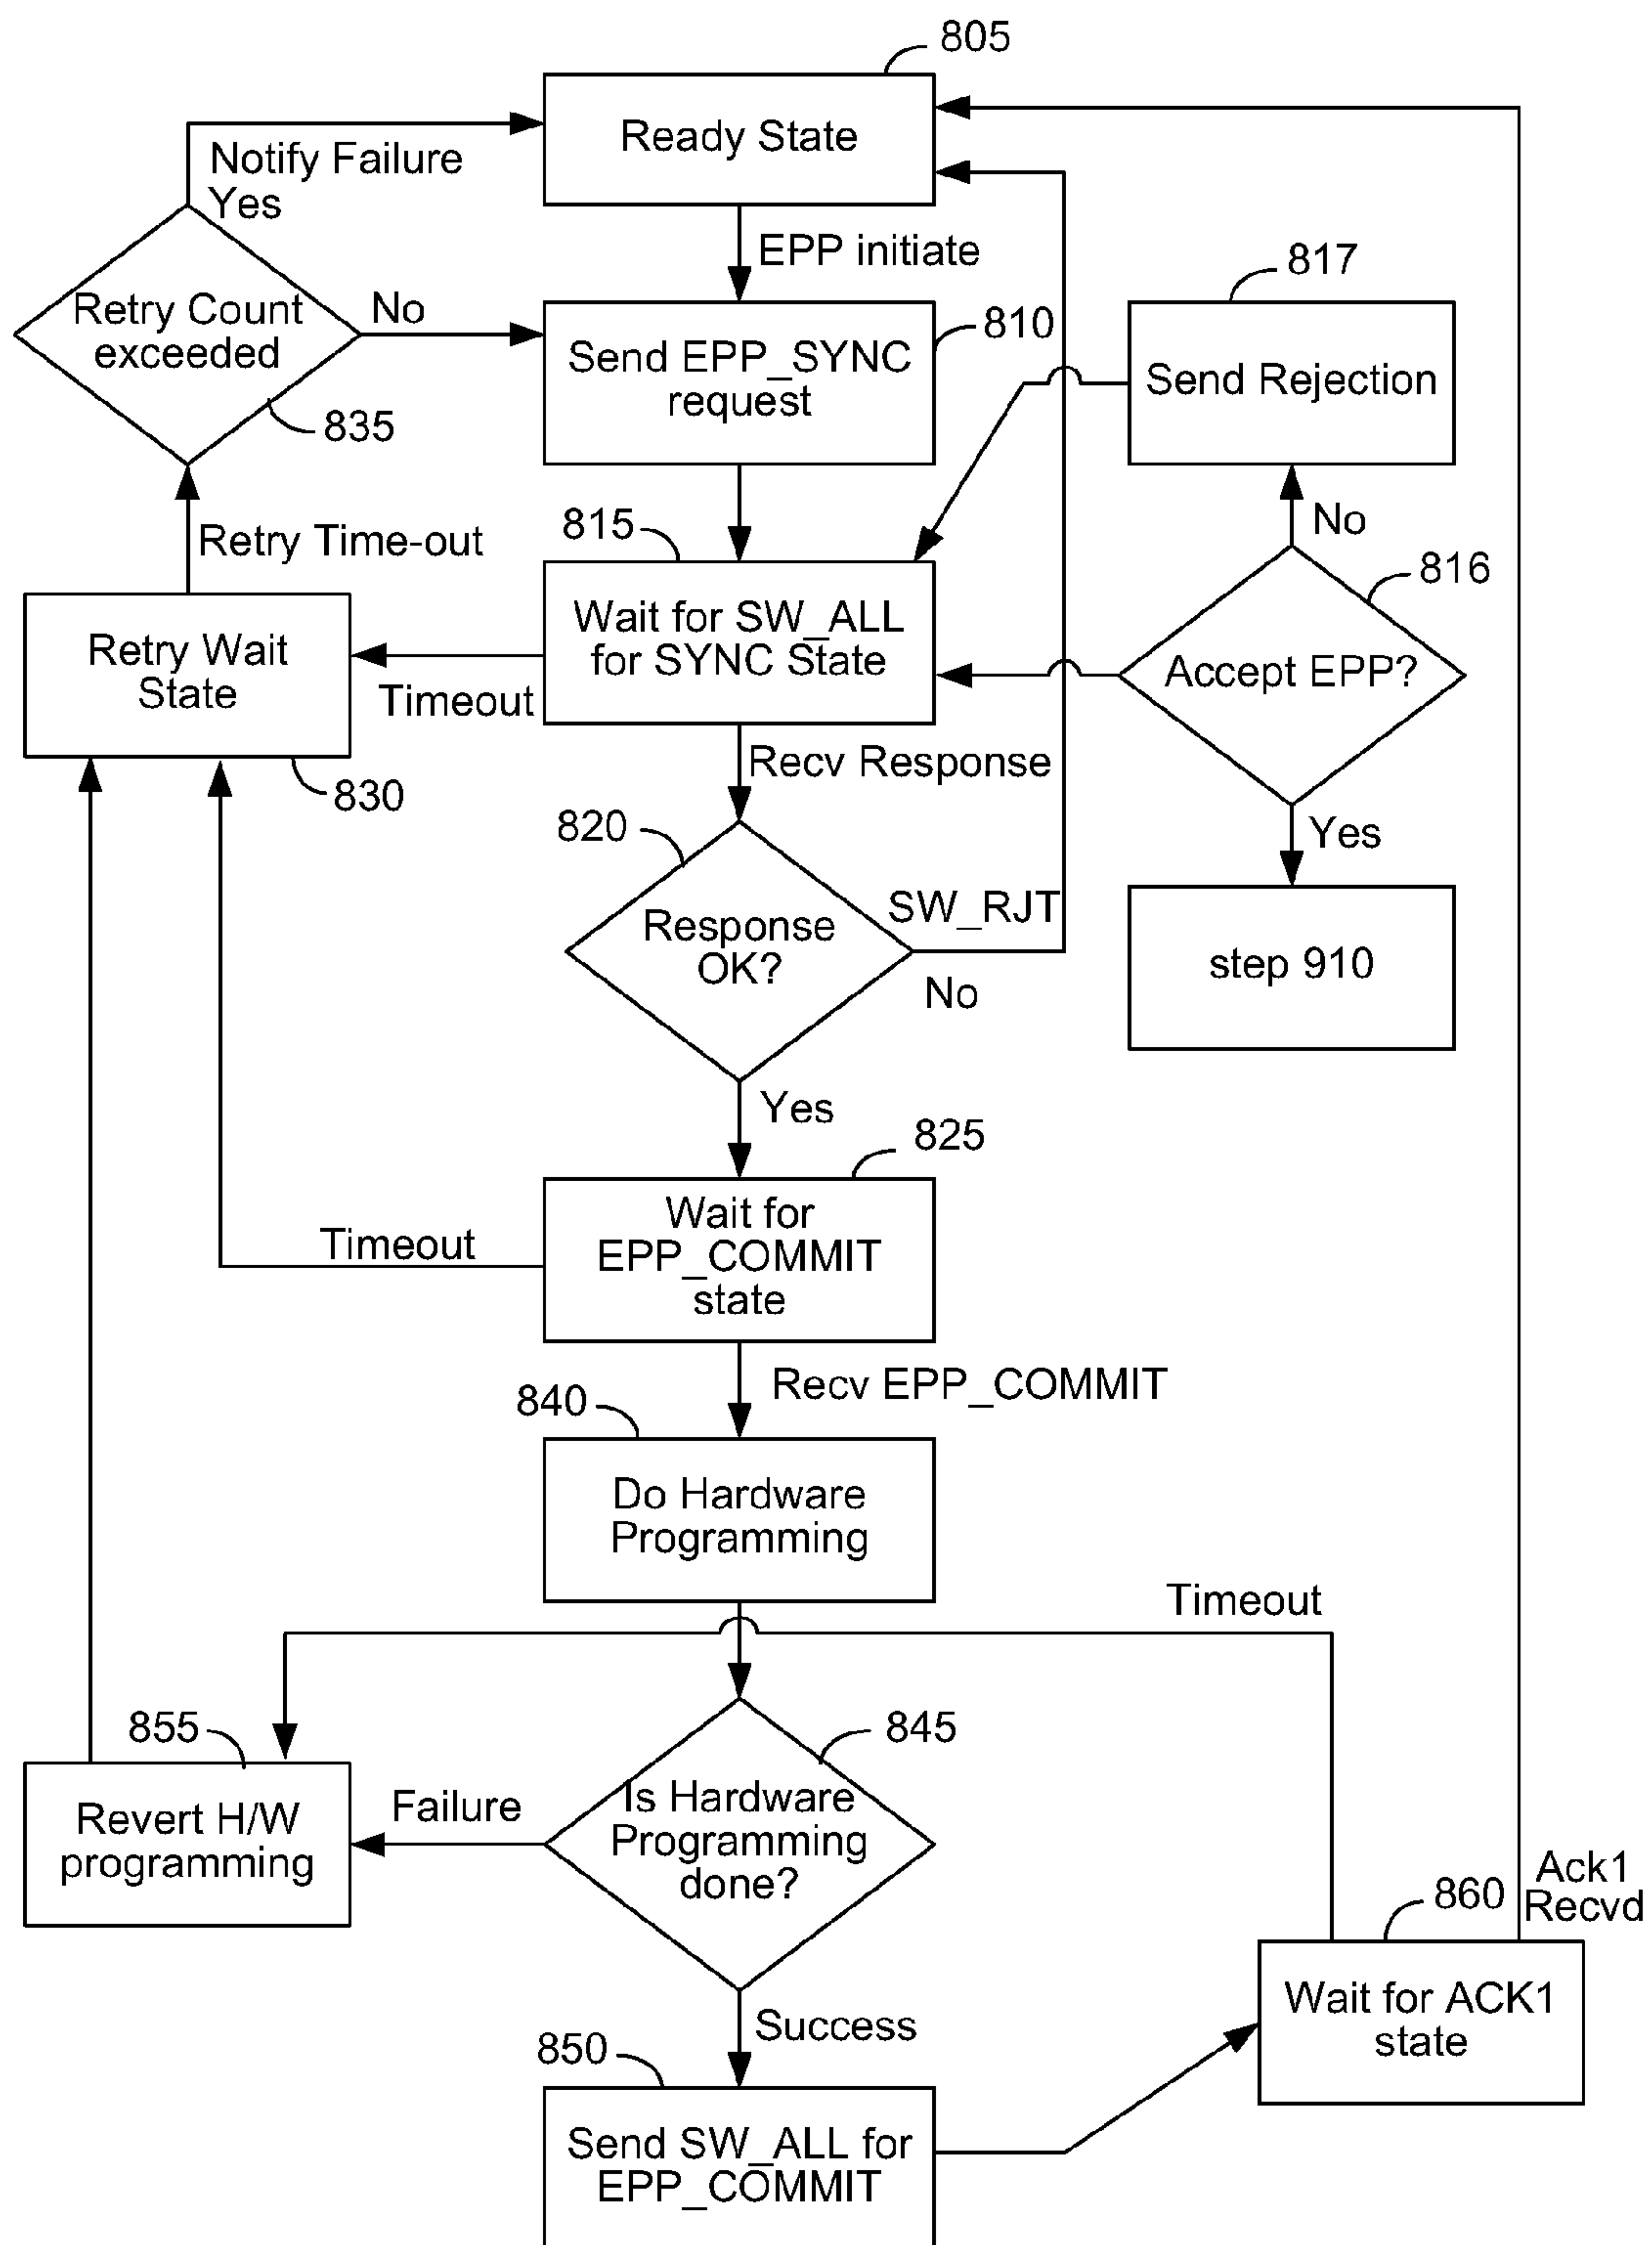 805
Ready State
Notify Failure
Yes
EPP initiate
817
Retry Count
exceeded
No
810
Send EPP_SYNC
request
Send Rejection
835
No
815
Retry Time-out
816
Wait for SW_ALL
for SYNC State
Retry Wait
State
Accept EPP?
Timeout
Recv Response
830
820
Yes
SW_RJT
Response
OK?
No
step 910
Yes
825
Wait for
EPP_COMMIT
state
Timeout
Recv EPP_COMMIT
840
Do Hardware
Programming
Timeout
855
845
Is Hardware
Programming
done?
Failure
Revert H/W
programming
Ack1
Recvd
860
Wait for ACK1
state
Success
850
Send SW_ALL for
EPP_COMMIT